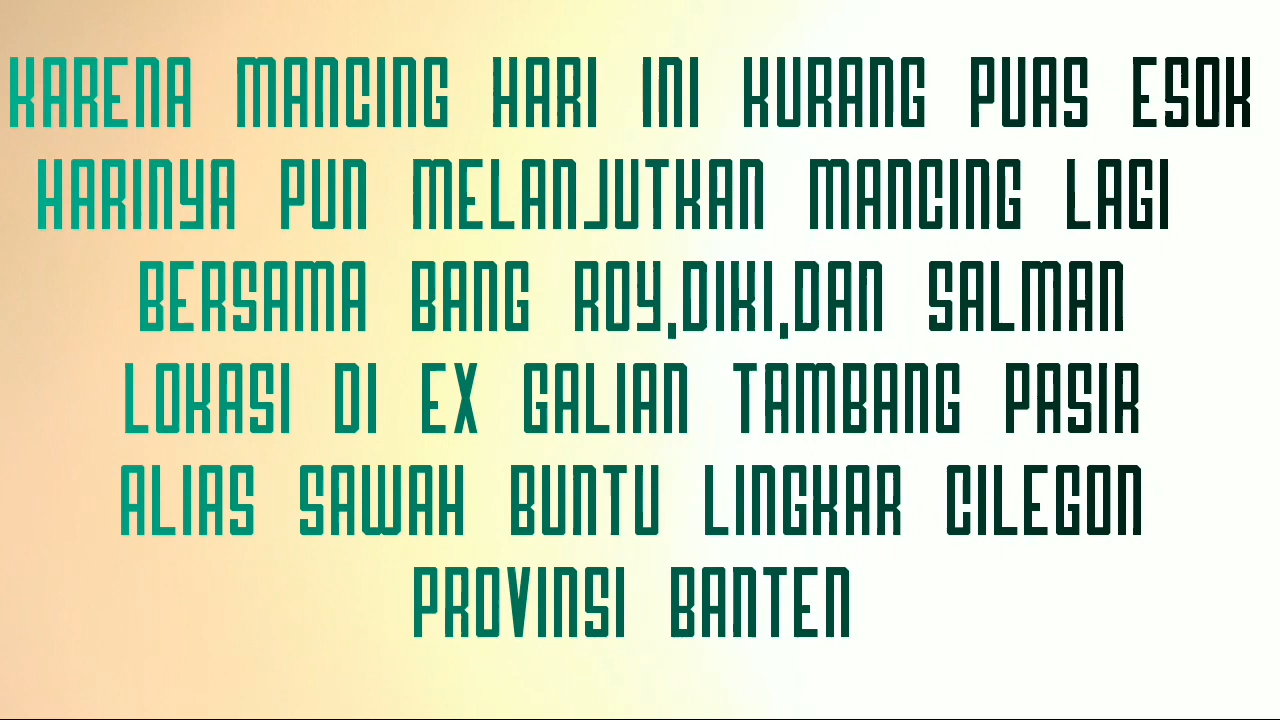 KARENA MANCING HARI INI KURANG PUAS ESOK
HARINYA PUN MELANJUTKAN MANCING LAGI
BERSAMA BANG ROY,DIKI,DAN SALMAN
LOKASI DI EX GALIAN TAMBANG PASIR
ALIAS SAWAH BUNTU LINGKAR CILEGON
PROVINSI BANTEN